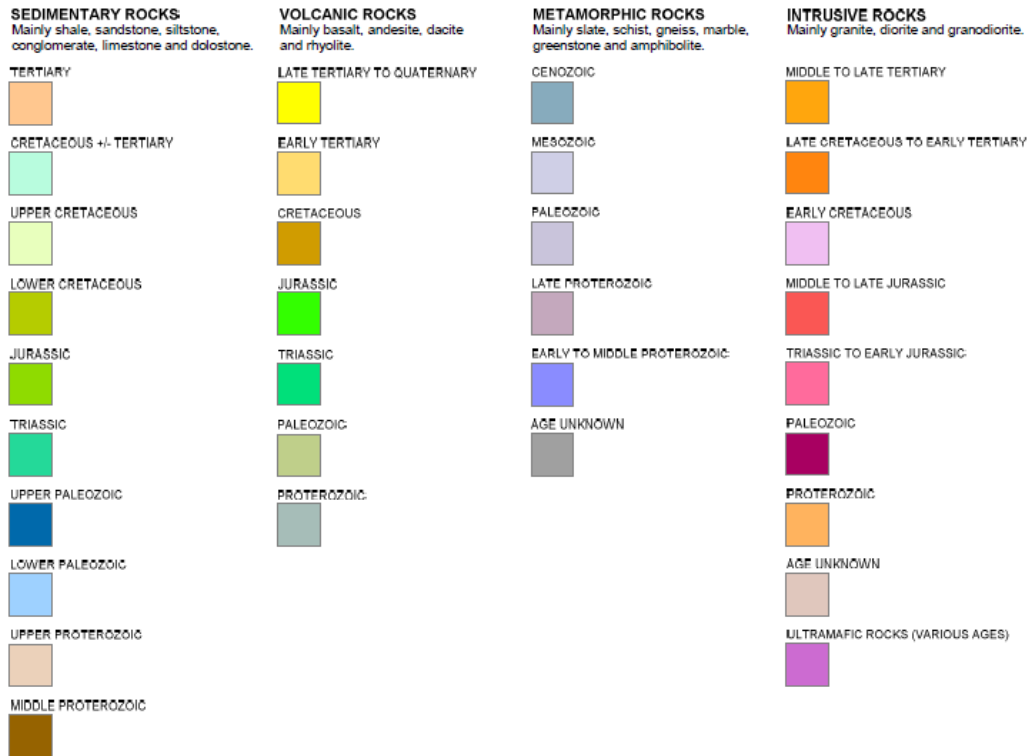 SEDIMENTARY ROCKS
Mainly shale, sandstone, siltstone,
conglomerate, limestone and dolostone.
TERTIARY
CRETACEOUS +/- TERTIARY
UPPER CRETACEOUS
LOWER CRETACEOUS
JURASSIC
TRIASSIC
UPPER PALEOZOIC
LOWER PALEOZOIC
UPPER PROTEROZOIC
MIDDLE PROTEROZOIC
VOLCANIC ROCKS
Mainly basalt, andesite, dacite
and rhyolite.
LATE TERTIARY TO QUATERNARY
EARLY TERTIARY
CRETACEOUS
JURASSIC
TRIASSIC
PALEOZOIC
PROTEROZOIC
METAMORPHIC ROCKS
Mainly slate, schist, gneiss, marble,
greenstone and amphibolite.
CENOZOIC
MESOZOIC
PALEOZOIC
LATE PROTEROZOIC
EARLY TO MIDDLE PROTEROZOIC
AGE UNKNOWN
INTRUSIVE ROCKS
Mainly granite, diorite and granodiorite.
MIDDLE TO LATE TERTIARY
LATE CRETACEOUS TO EARLY TERTIARY
EARLY CRETACEOUS
MIDDLE TO LATE JURASSIC
TRIASSIC TO EARLY JURASSIC
PALEOZOIC
PROTEROZOIC
AGE UNKNOWN
ULTRAMAFIC ROCKS (VARIOUS AGES)